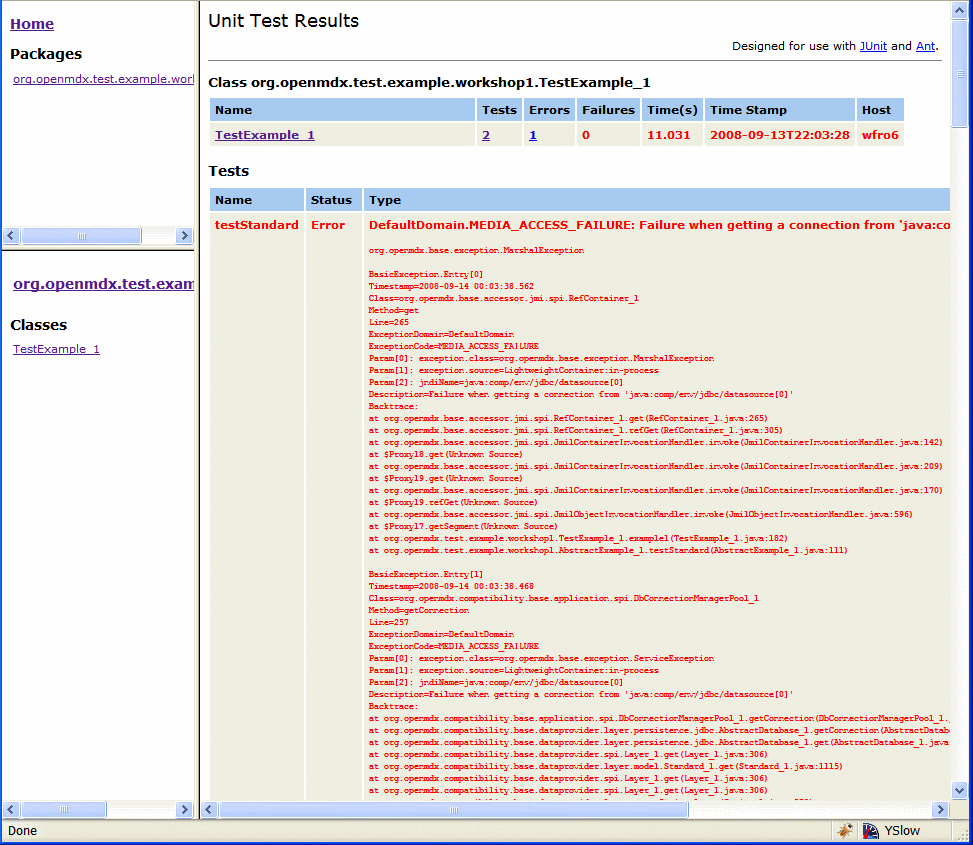 Home
Packages
org.openmdx.test.example.worl
org.openmdx.test.exam
Classes
TestExample_1
Unit Test Results
Designed for use with JUnit and Ant.
Class org.openmdx.test.example.workshop1.TestExample_1
Name Tests Errors Failures Time(s) Time Stamp Host
TestExample_1 2 1 0 11.031 2008-09-13T22:03:28 wfro6
Tests
Name Status Type
testStandard Error DefaultDomain.MEDIA_ACCESS_FAILURE: Failure when getting a connection from 'java:co
org.openmdx.base.exception.MarshalException
BasicException.Entry[0]
Timestamp=2008-09-14 00:03:38.562
Class=org.openmdx.base.accessor.jmi.spi.RefContainer_1
Method=get
Line=265
ExceptionDomain=DefaultDomain
ExceptionCode=MEDIA_ACCESS_FAILURE
Param[0]: exception.class=org.openmdx.base.exception.MarshalException
Param[1]: exception.source=LightweightContainer:in-process
Param[2]: jndiName=java:comp/env/jdbc/datasource[0]
Description=Failure when getting a connection from 'java:comp/env/jdbc/datasource[0]'
Backtrace:
at org.openmdx.base.accessor.jmi.spi.RefContainer_1.get(RefContainer_1.java:265)
at org.openmdx.base.accessor.jmi.spi.RefContainer_1.refGet(RefContainer_1.java:305)
at org.openmdx.base.accessor.jmi.spi.Jmi1ContainerInvocationHandler.invoke(Jmi1ContainerInvocationHandler.java:142)
at $Proxy18.get(Unknown Source)
at org.openmdx.base.accessor.jmi.spi.Jmi1ContainerInvocationHandler.invoke(Jmi1ContainerInvocationHandler.java:209)
at $Proxy19.get(Unknown Source)
at org.openmdx.base.accessor.jmi.spi.Jmi1ContainerInvocationHandler.invoke(Jmi1ContainerInvocationHandler.java:170)
at $Proxy19.refGet(Unknown Source)
at org.openmdx.base.accessor.jmi.spi.Jmi1ObjectInvocationHandler.invoke(Jmi1ObjectInvocationHandler.java:596)
at $Proxy17.getSegment(Unknown Source)
at org.openmdx.test.example.workshop1.TestExample_1.example1(TestExample_1.java:182)
at org.openmdx.test.example.workshop1.AbstractExample_1.testStandard(AbstractExample_1.java:111)
BasicException.Entry[1]
Timestamp=2008-09-14 00:03:38.468
Class=org.openmdx.compatibility.base.application.spi.DbConnectionManagerPool_1
Method=getConnection
Line=257
ExceptionDomain=DefaultDomain
ExceptionCode=MEDIA_ACCESS_FAILURE
Param[0]: exception.class=org.openmdx.base.exception.ServiceException
Param[1]: exception.source=LightweightContainer:in-process
Param[2]: jndiName=java:comp/env/jdbc/datasource[0]
Description=Failure when getting a connection from 'java:comp/env/jdbc/datasource[0]'
Backtrace:
at org.openmdx.compatibility.base.application.spi.DbConnectionManagerPool_1.getConnection(DbConnectionManagerPool_1.
at org.openmdx.compatibility.base.dataprovider.layer.persistence.jdbc.AbstractDatabase_1.getConnection(AbstractDatab
at org.openmdx.compatibility.base.dataprovider.layer.persistence.jdbc.AbstractDatabase_1.get(AbstractDatabase_1.java
at org.openmdx.compatibility.base.dataprovider.spi.Layer_1.get(Layer_1.java:306)
at org.openmdx.compatibility.base.dataprovider.layer.model.Standard_1.get(Standard_1.java:1115)
at org.openmdx.compatibility.base.dataprovider.spi.Layer_1.get(Layer_1.java:306)
at org.openmdx.compatibility.base.dataprovider.spi.Layer_1.get(Layer_1.java:306)
Done
YSlow